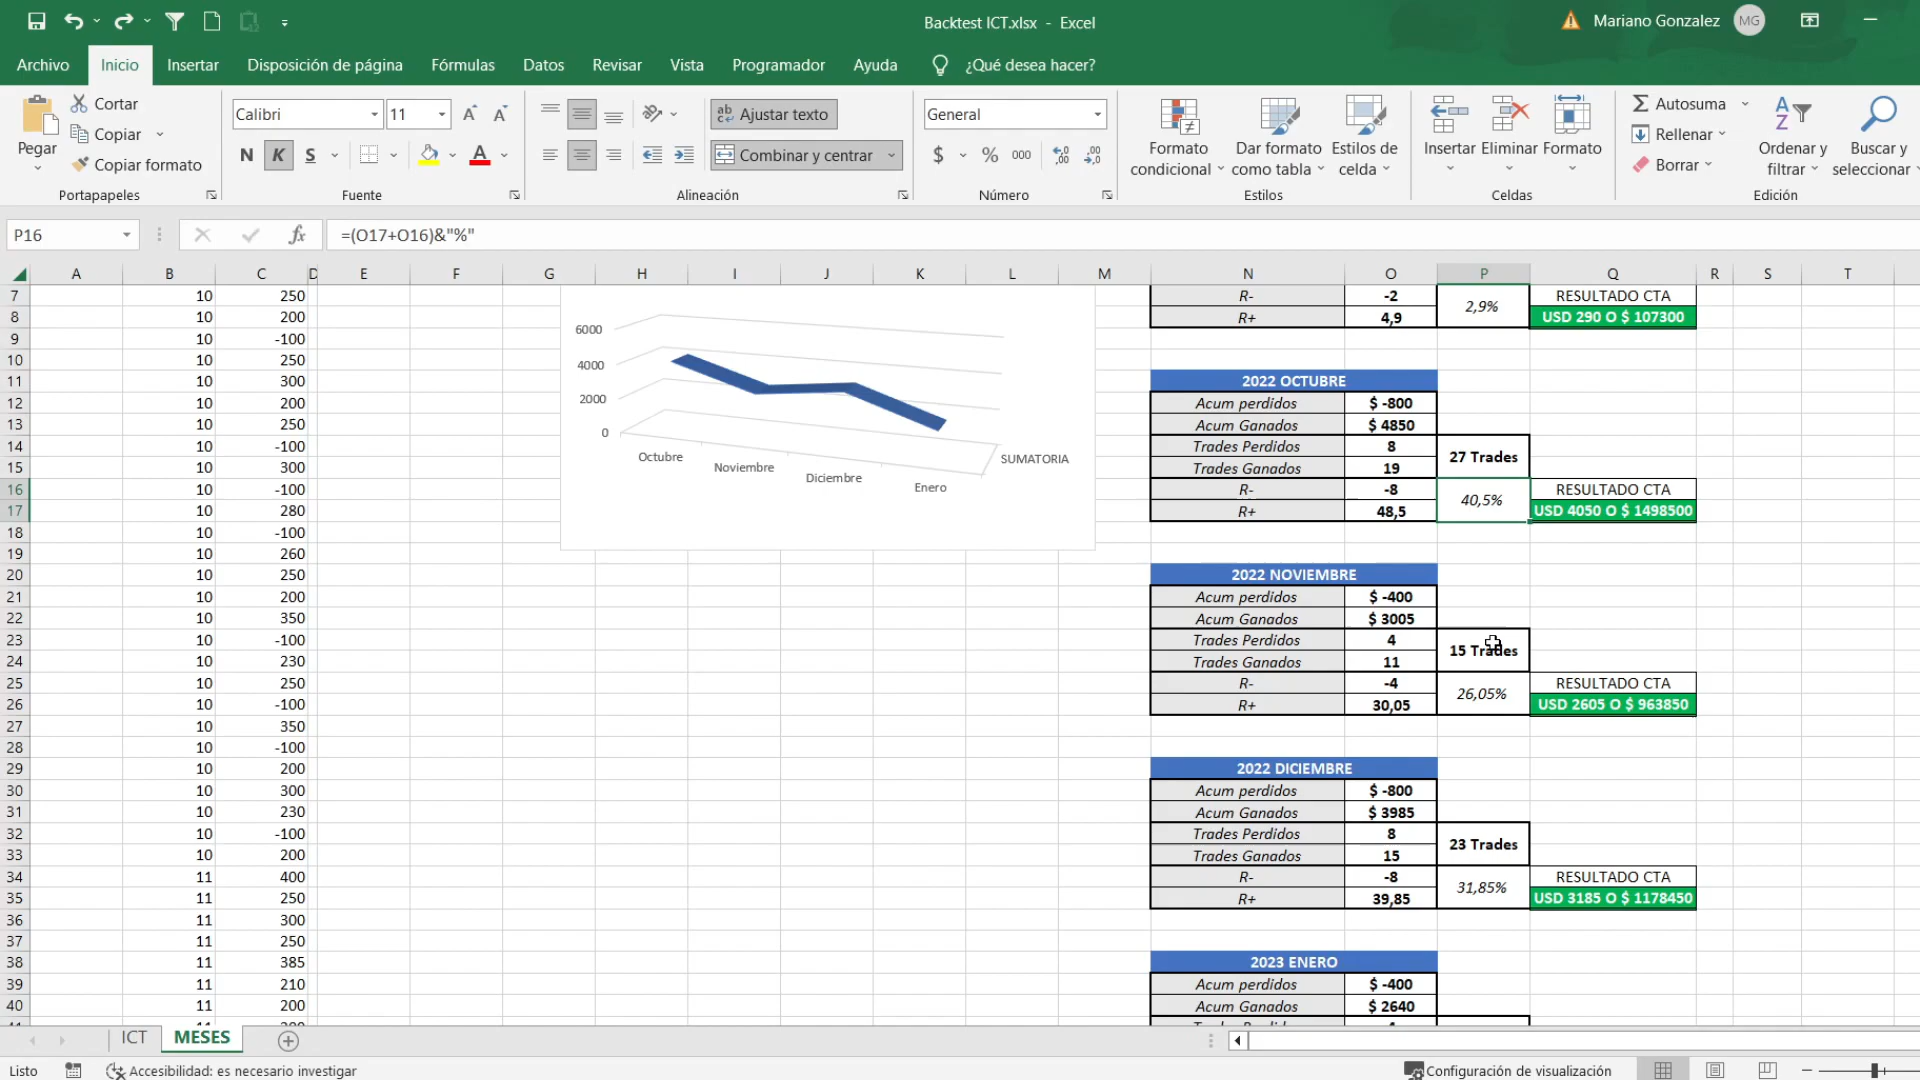 Backtest ICT.xlsx - Excel
Mariano Gonzalez MG
Archivo Inicio Insertar Disposición de página Fórmulas Datos Revisar Vista Programador Ayuda ¿Qué desea hacer?
Pegar
Cortar
Copiar
Copiar formato
Portapapeles
Calibri 11
N K S
Fuente
Ajustar texto
Combinar y centrar
Alineación
General
$ % 000
Número
Formato condicional
Dar formato como tabla
Estilos de celda
Estilos
Insertar Eliminar Formato
Celdas
Autosuma
Rellenar
Borrar
Ordenar y filtrar
Buscar y seleccionar
Edición
P16 fx =(O17+O16)&"%"
A B C D E F G H I J K L M N O P Q R S T
7 10 250 R- -2 2,9% RESULTADO CTA
8 10 200 R+ 4,9 USD 290 O $ 107300
9 10 -100
10 10 250
11 10 300 2022 OCTUBRE
12 10 200 Acum perdidos $ -800
13 10 250 Acum Ganados $ 4850
14 10 -100 Trades Perdidos 8 27 Trades
15 10 300 Trades Ganados 19
16 10 -100 R- -8 40,5% RESULTADO CTA
17 10 280 R+ 48,5 USD 4050 O $ 1498500
18 10 -100
19 10 260
20 10 250 2022 NOVIEMBRE
21 10 200 Acum perdidos $ -400
22 10 350 Acum Ganados $ 3005
23 10 -100 Trades Perdidos 4 15 Trades
24 10 230 Trades Ganados 11
25 10 250 R- -4 26,05% RESULTADO CTA
26 10 -100 R+ 30,05 USD 2605 O $ 963850
27 10 350
28 10 -100
29 10 200 2022 DICIEMBRE
30 10 300 Acum perdidos $ -800
31 10 230 Acum Ganados $ 3985
32 10 -100 Trades Perdidos 8 23 Trades
33 10 200 Trades Ganados 15
34 11 400 R- -8 31,85% RESULTADO CTA
35 11 250 R+ 39,85 USD 3185 O $ 1178450
36 11 300
37 11 250
38 11 385 2023 ENERO
39 11 210 Acum perdidos $ -400
40 11 200 Acum Ganados $ 2640
6000
4000
2000
0
Octubre
Noviembre
Diciembre
Enero
SUMATORIA
ICT MESES
Listo Accesibilidad: es necesario investigar Configuración de visualización